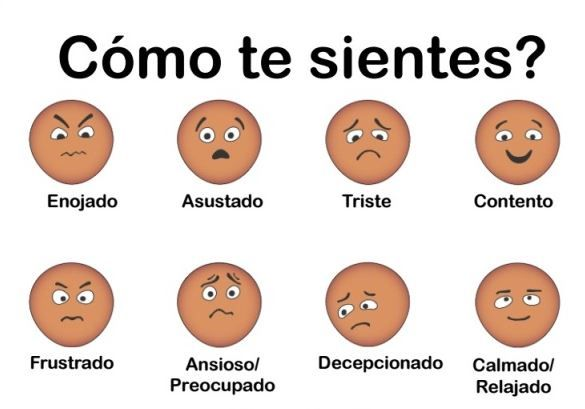 Cómo te sientes?
Enojado
Asustado
Triste
Contento
Frustrado
Ansioso/
Preocupado
Decepcionado
Calmado/
Relajado